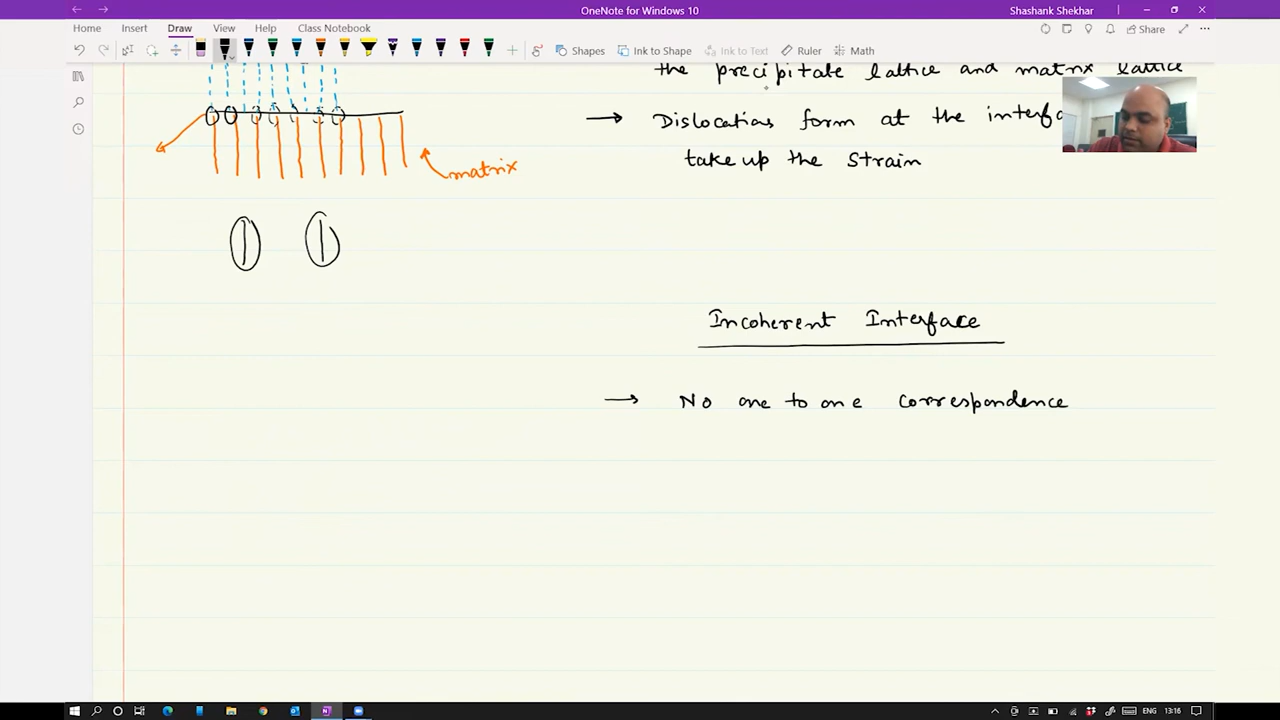 OneNote for Windows 10
Shashank Shekhar
Home Insert Draw View Help Class Notebook
Share
Shapes Ink to Shape Ink to Text Ruler Math
the precipitate lattice and matrix lattice
→ Dislocations form at the interfa
take up the strain
matrix
Incoherent Interface
→ No one to one correspondence
ENG 13:16